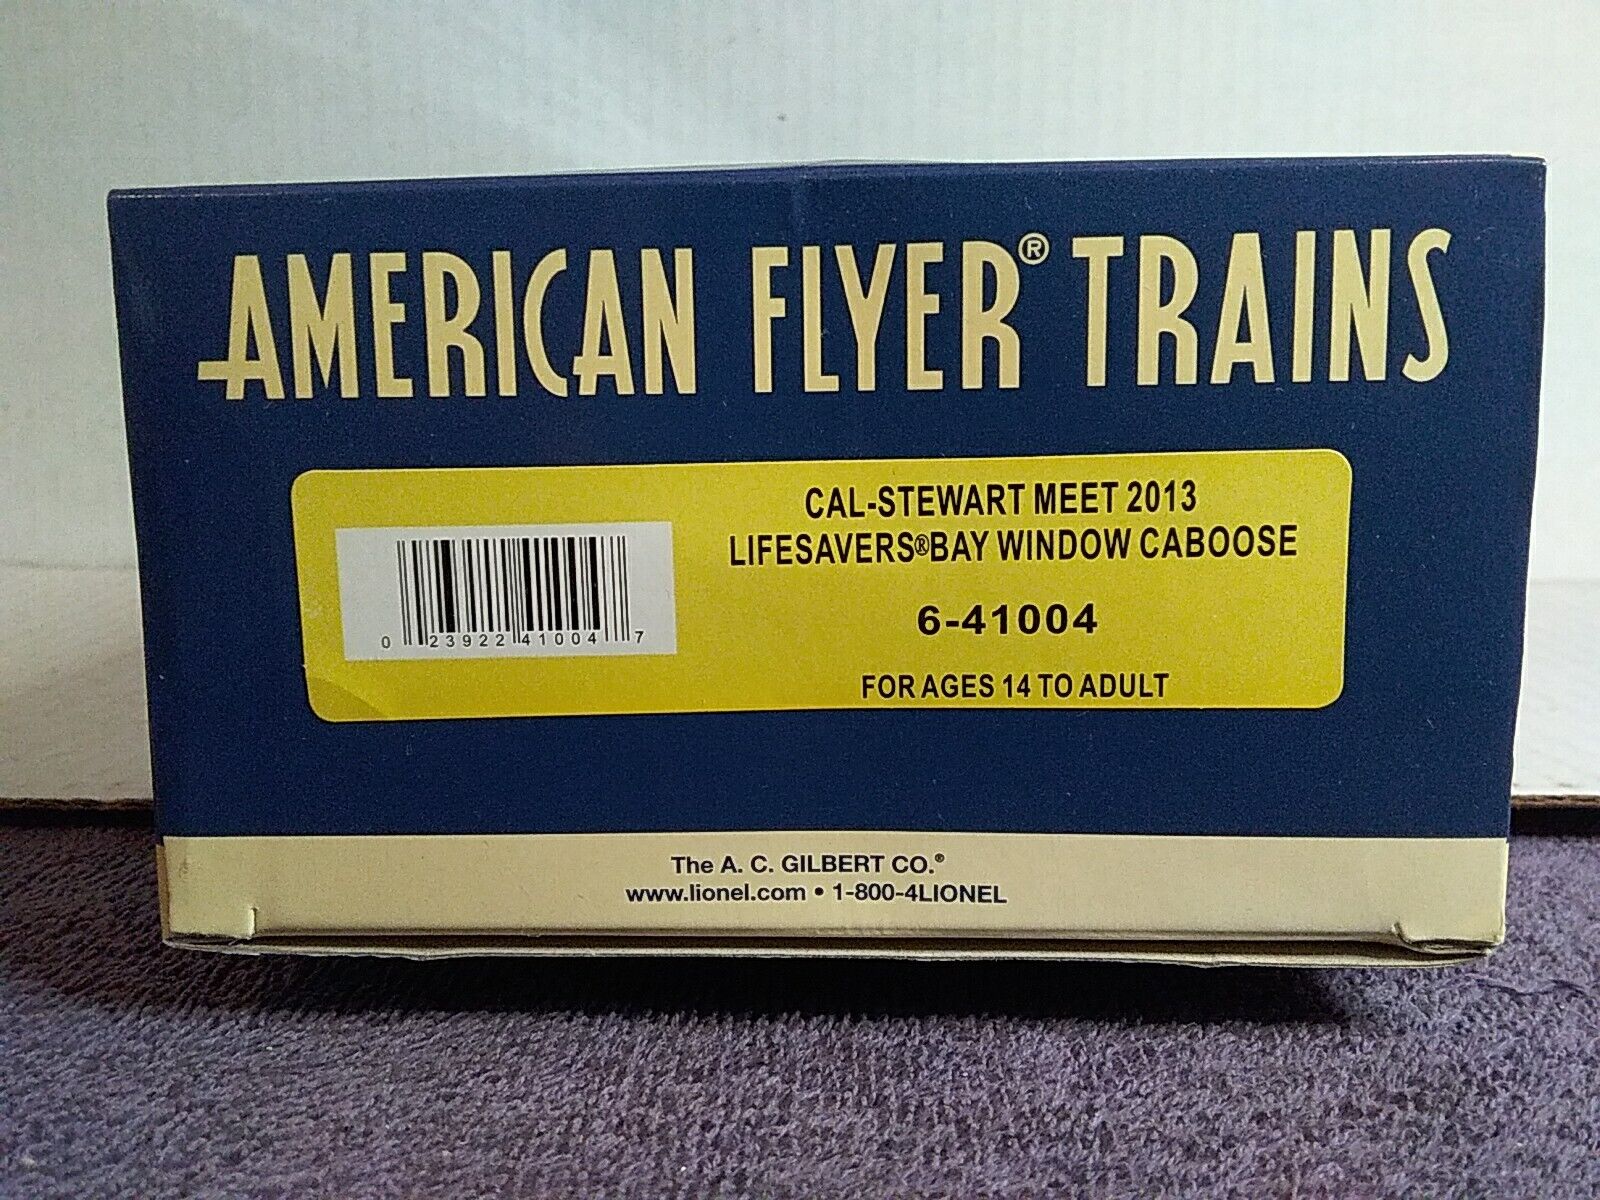 AMERICAN FLYER® TRAINS
CAL-STEWART MEET 2013
LIFESAVERS®BAY WINDOW CABOOSE
6-41004
FOR AGES 14 TO ADULT
0 23922 41004 7
The A. C. GILBERT CO.®
www.lionel.com • 1-800-4LIONEL